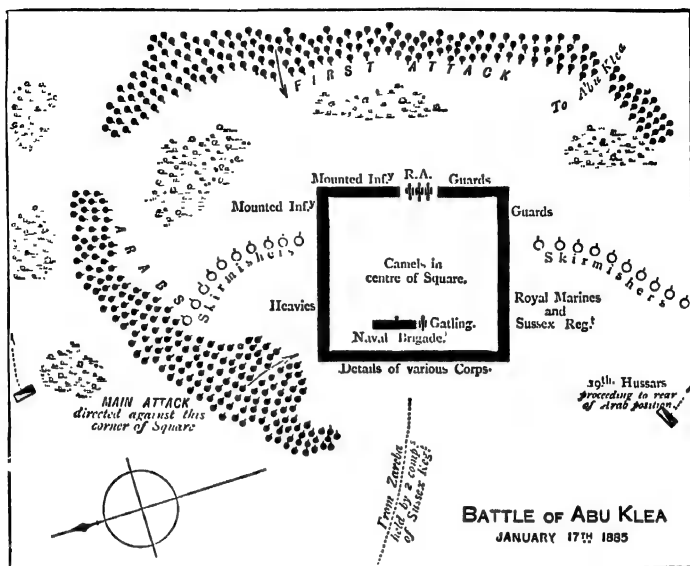 FIRST ATTACK
To Abu Klea
Mounted Infy
R.A.
Guards
Mounted Infy
Guards
ARABS
Skirmishers
Skirmishers
Camels in
centre of Square.
Heavies
Royal Marines
and
Sussex Reg.t
Gatling.
Naval Brigade.
Details of various Corps.
MAIN ATTACK
directed against this
corner of Square
19th Hussars
proceeding to rear
of Arab position
From Zareba
held by 2 comps
of Sussex Regt
BATTLE OF ABU KLEA
JANUARY 17TH 1885